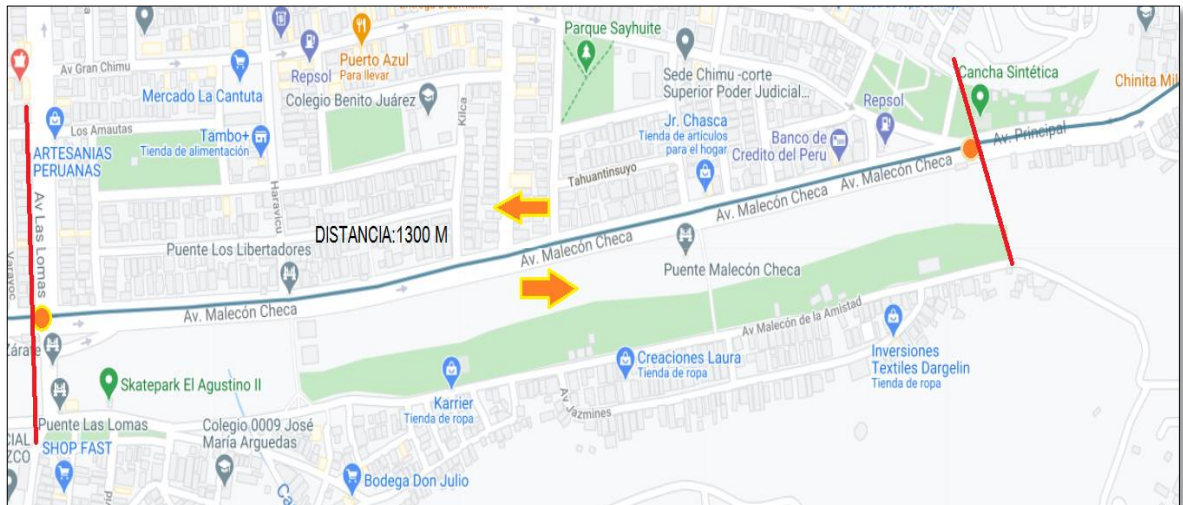 Parque Sayhuite
Puerto Azul
Para llevar
Repsol
Av Gran Chimu
Mercado La Cantuta
Colegio Benito Juárez
Kilca
Sede Chimu -corte
Superior Poder Judicial...
Cancha Sintética
Chinita Mil
Repsol
Los Amautas
Tambo+
Tienda de alimentación
ARTESANIAS
PERUANAS
Jr. Chasca
Tienda de artículos
para el hogar
Banco de
Credito del Peru
Av. Principal
Tahuantinsuyo
Av. Malecón Checa
Av. Malecón Checa
Av. Malecón Checa
Haravicu
Av Las Lomas
DISTANCIA:1300 M
Puente Los Libertadores
Av. Malecón Checa
Puente Malecón Checa
Av. Malecón Checa
Zárate
Av Malecón de la Amistad
Skatepark El Agustino II
Creaciones Laura
Tienda de ropa
Inversiones
Textiles Dargelin
Tienda de ropa
Karrier
Tienda de ropa
Av Jazmines
Puente Las Lomas
Colegio 0009 José
María Arguedas
CIAL
ZCO
SHOP FAST
Bodega Don Julio
Ca